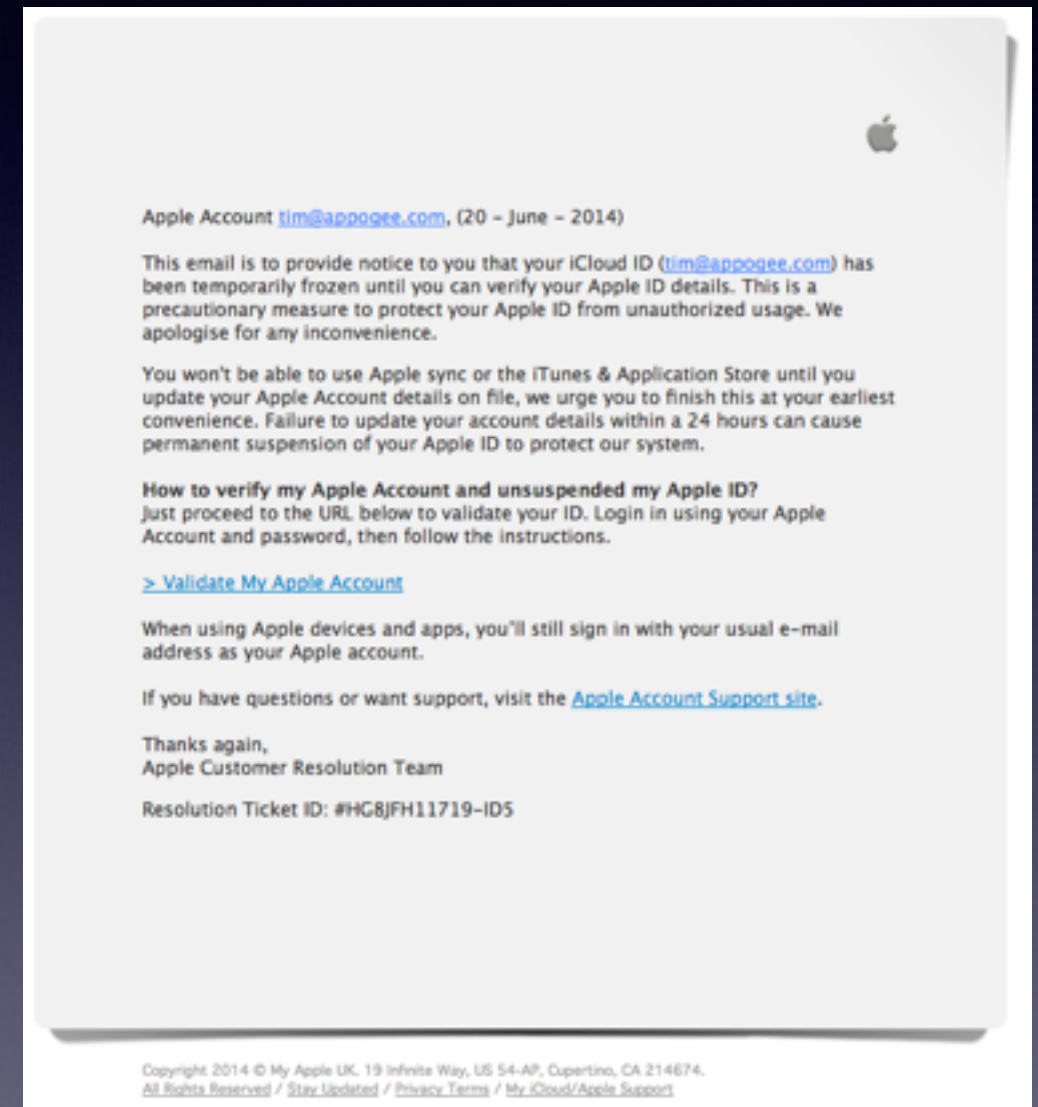 Apple Account tim@appogee.com, (20 – June – 2014)
This email is to provide notice to you that your iCloud ID (tim@appogee.com) has
been temporarily frozen until you can verify your Apple ID details. This is a
precautionary measure to protect your Apple ID from unauthorized usage. We
apologise for any inconvenience.
You won't be able to use Apple sync or the iTunes & Application Store until you
update your Apple Account details on file, we urge you to finish this at your earliest
convenience. Failure to update your account details within a 24 hours can cause
permanent suspension of your Apple ID to protect our system.
How to verify my Apple Account and unsuspended my Apple ID?
Just proceed to the URL below to validate your ID. Login in using your Apple
Account and password, then follow the instructions.
> Validate My Apple Account
When using Apple devices and apps, you"ll still sign in with your usual e-mail
address as your Apple account.
If you have questions or want support, visit the Apple Account Support site.
Thanks again,
Apple Customer Resolution Team
Resolution Ticket ID: #HG8JFH11719-ID5
Copyright 2014 © My Apple UK. 19 Infnite Way, US 54-AP, Cupertino, CA 214674.
All Rights Reserved / Stay Updated / Privacy Terms / My iCloud/Apple Support